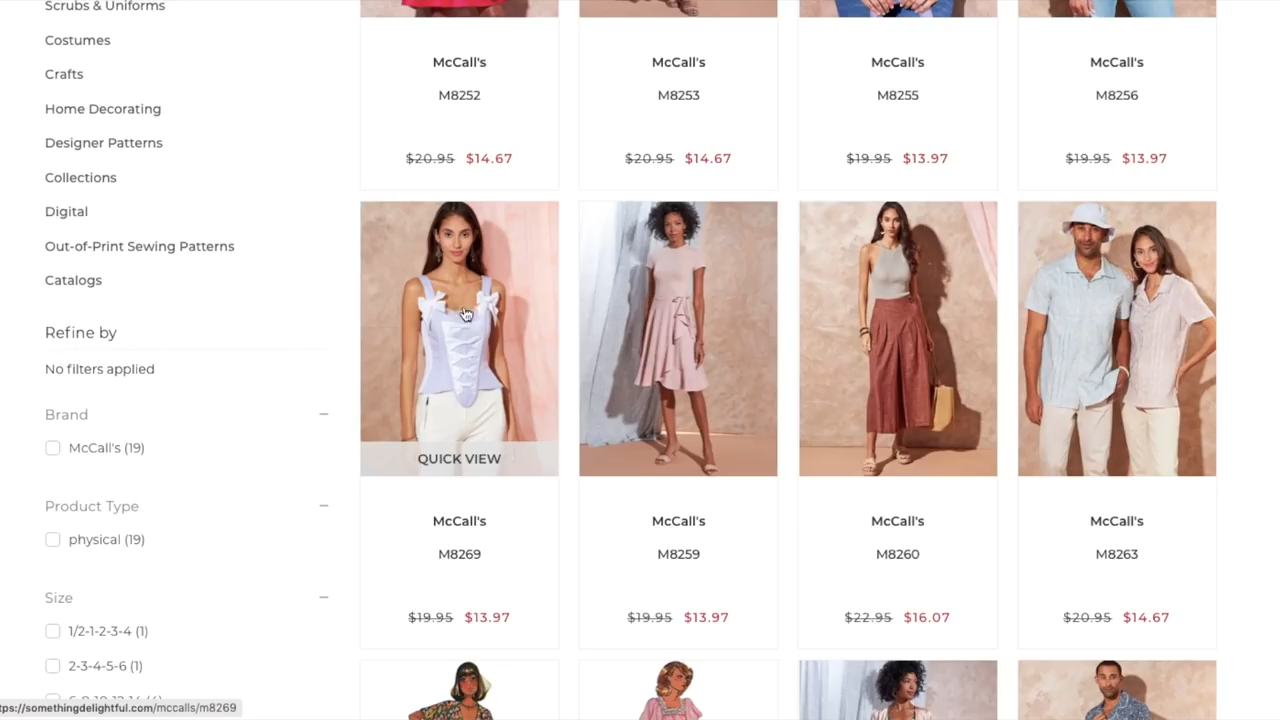 Scrubs & Uniforms
Costumes
Crafts
Home Decorating
Designer Patterns
Collections
Digital
Out-of-Print Sewing Patterns
Catalogs
Refine by
No filters applied
Brand
McCall's (19)
Product Type
physical (19)
Size
1/2-1-2-3-4 (1)
2-3-4-5-6 (1)
McCall's
M8252
$20.95 $14.67
McCall's
M8253
$20.95 $14.67
McCall's
M8255
$19.95 $13.97
McCall's
M8256
$19.95 $13.97
QUICK VIEW
McCall's
M8269
$19.95 $13.97
McCall's
M8259
$19.95 $13.97
McCall's
M8260
$22.95 $16.07
McCall's
M8263
$20.95 $14.67
tps://somethingdelightful.com/mccalls/m8269